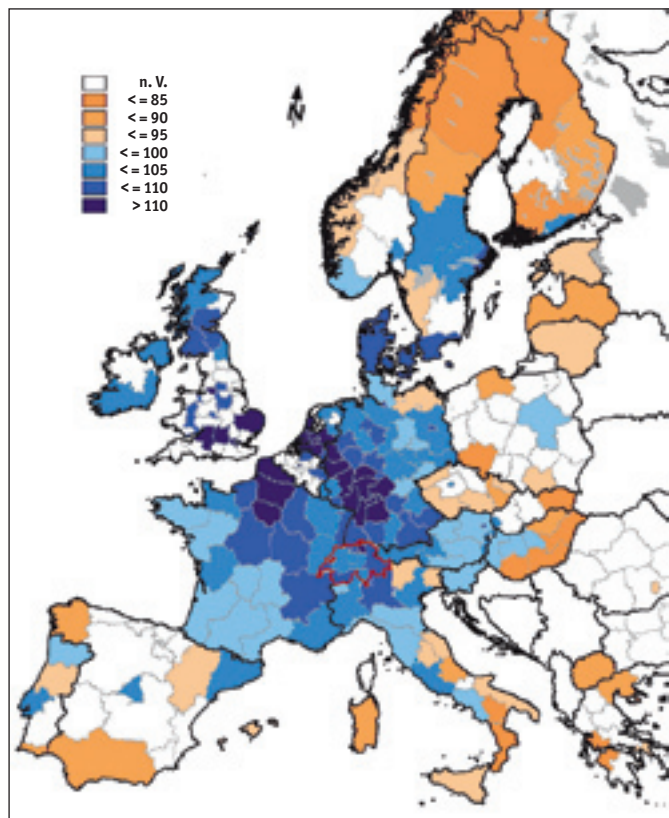 n. V.
< = 85
< = 90
< = 95
< = 100
< = 105
< = 110
> 110
N